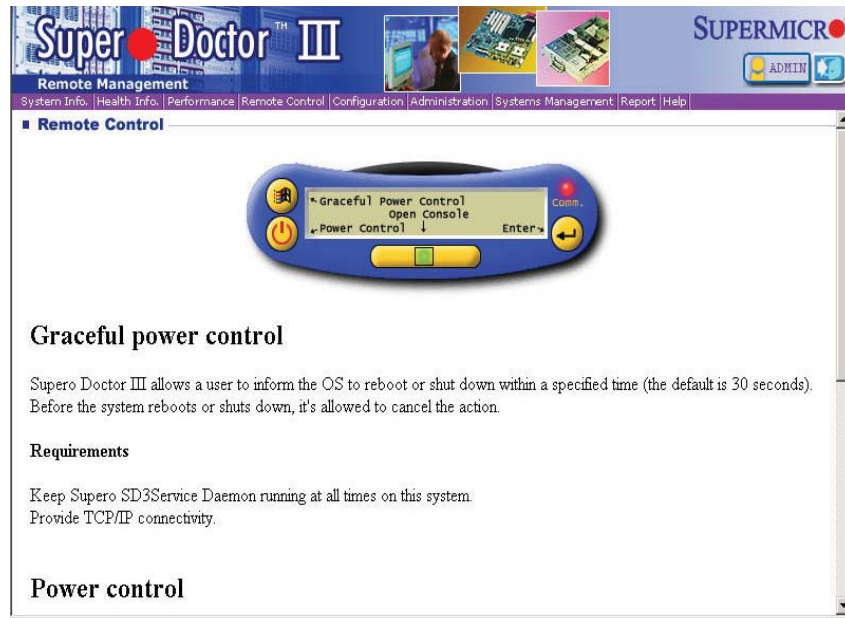 Super Doctor TM III
SUPERMICR
Remote Management
ADMIN
System Info. Health Info. Performance Remote Control Configuration Administration Systems Management Report Help
Remote Control
Graceful Power Control
Open Console
Power Control ↓ Enter
Comm.
Graceful power control
Supero Doctor III allows a user to inform the OS to reboot or shut down within a specified time (the default is 30 seconds).
Before the system reboots or shuts down, it's allowed to cancel the action.
Requirements
Keep Supero SD3Service Daemon running at all times on this system.
Provide TCP/IP connectivity.
Power control